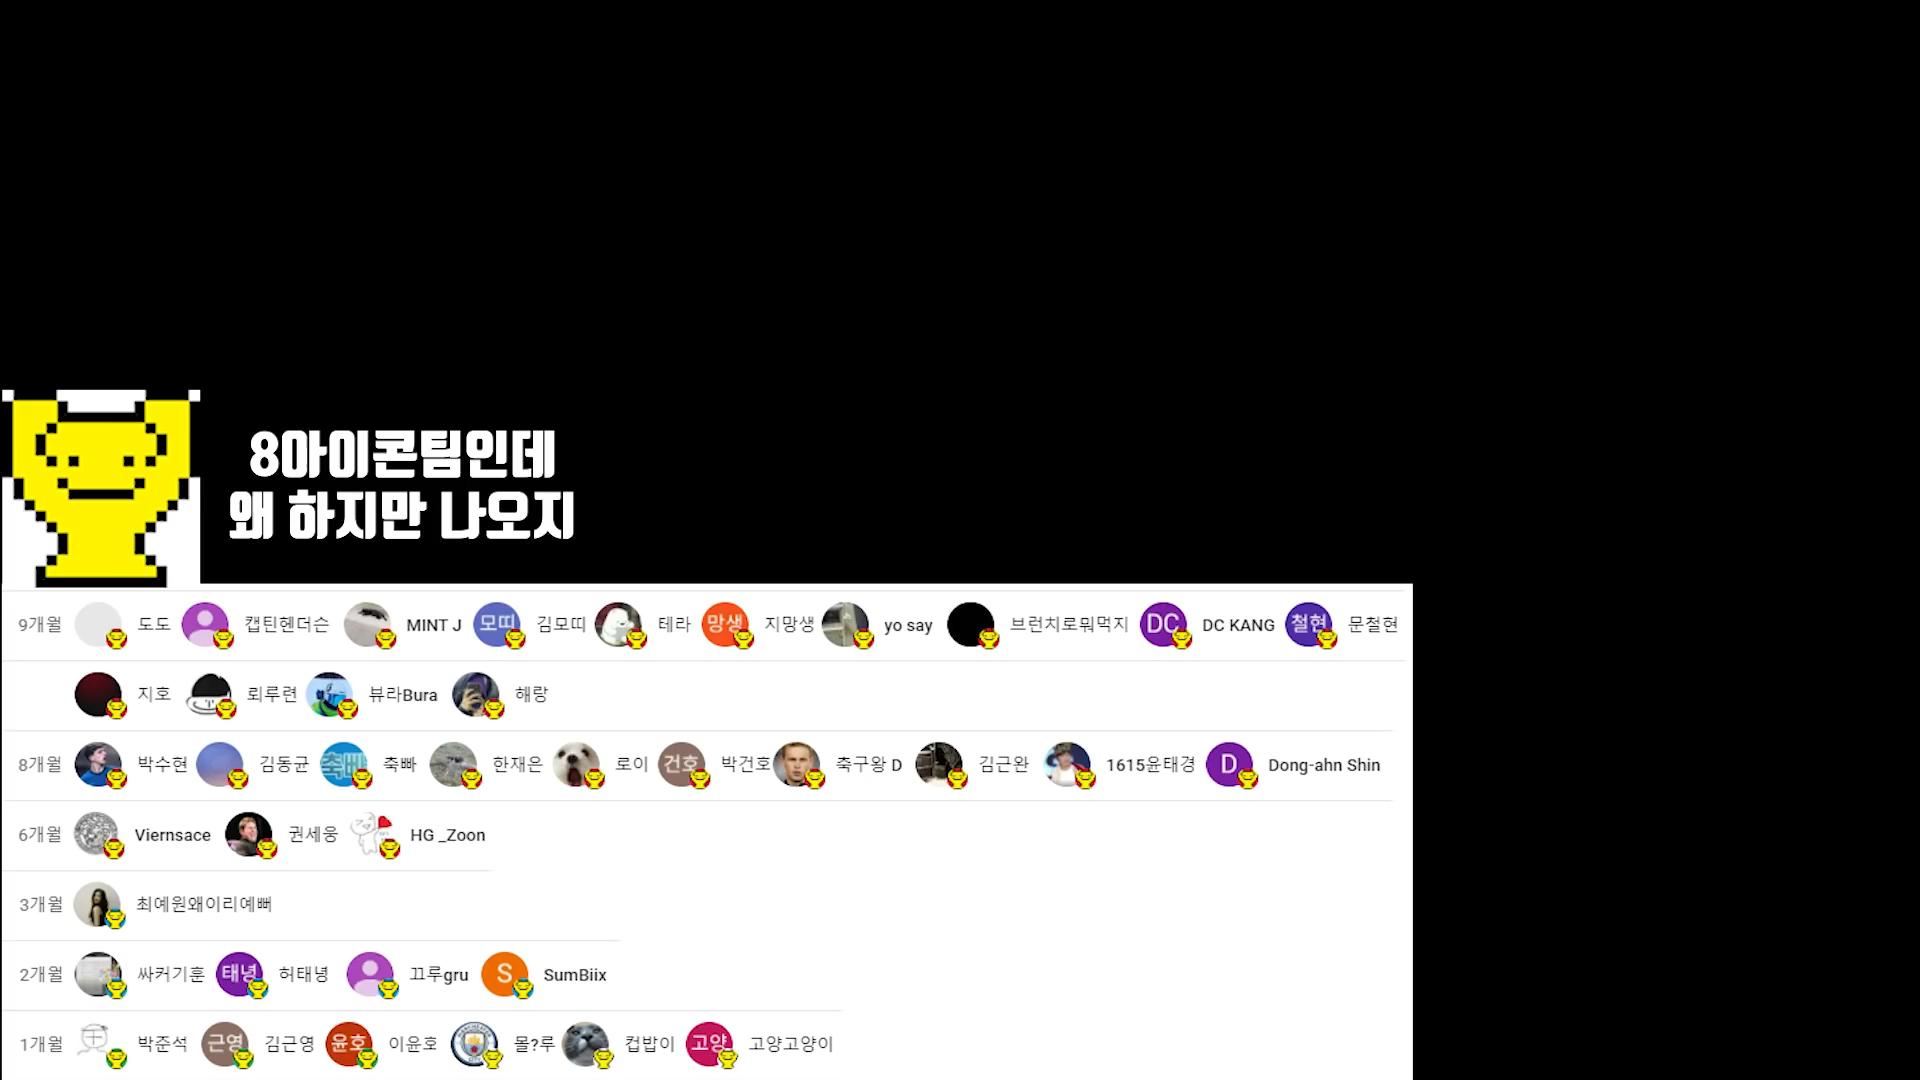 8아이콘팀인데
왜 하지만 나오지
9개월 도도 캡틴헨더슨 MINT J 모띠 김모띠 테라 망생 지망생 yo say 브런치로뭐먹지 DC DC KANG 철현 문철현
지호 뢰루련 뷰라Bura 해랑
8개월 박수현 김동균 축빠 축빠 한재은 로이 건호 박건호 축구왕 D 김근완 1615윤태경 D Dong-ahn Shin
6개월 Viernsace 권세웅 HG _Zoon
3개월 최예원왜이리예뻐
2개월 싸커기훈 태녕 허태녕 끄루gru S SumBiix
1개월 박준석 근영 김근영 윤호 이윤호 몰?루 컵밥이 고양 고양고양이